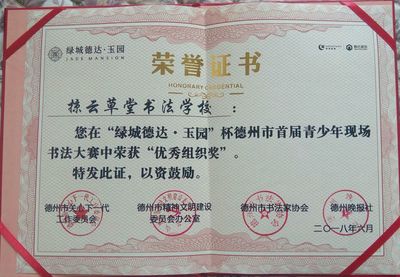 绿城德达·玉园
JADE MANSION
荣誉证书
HONORARY CREDENTIAL
掠云草堂书法学校：
您在“绿城德达·玉园”杯德州市首届青少年现场
书法大赛中荣获“优秀组织奖”。
特发此证，以资鼓励。
德州市关心下一代 德州市精神文明建设 德州市书法家协会 德州晚报社
工作委员会 委员会办公室
二〇一八年六月